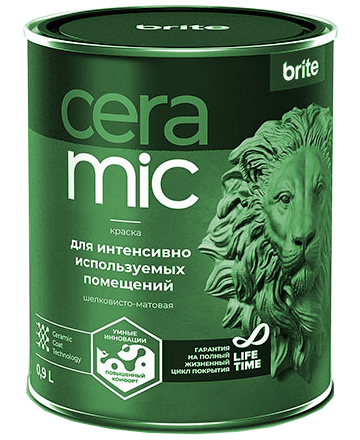 brite
cera
mic
краска
для интенсивно
используемых
помещений
шелковисто-матовая
Ceramic
Coat
Technology
УМНЫЕ
ИННОВАЦИИ
ПОВЫШЕННЫЙ
КОМФОРТ
ГАРАНТИЯ
НА ПОЛНЫЙ
ЖИЗНЕННЫЙ
ЦИКЛ ПОКРЫТИЯ
LIFE
TIME
0,9 L